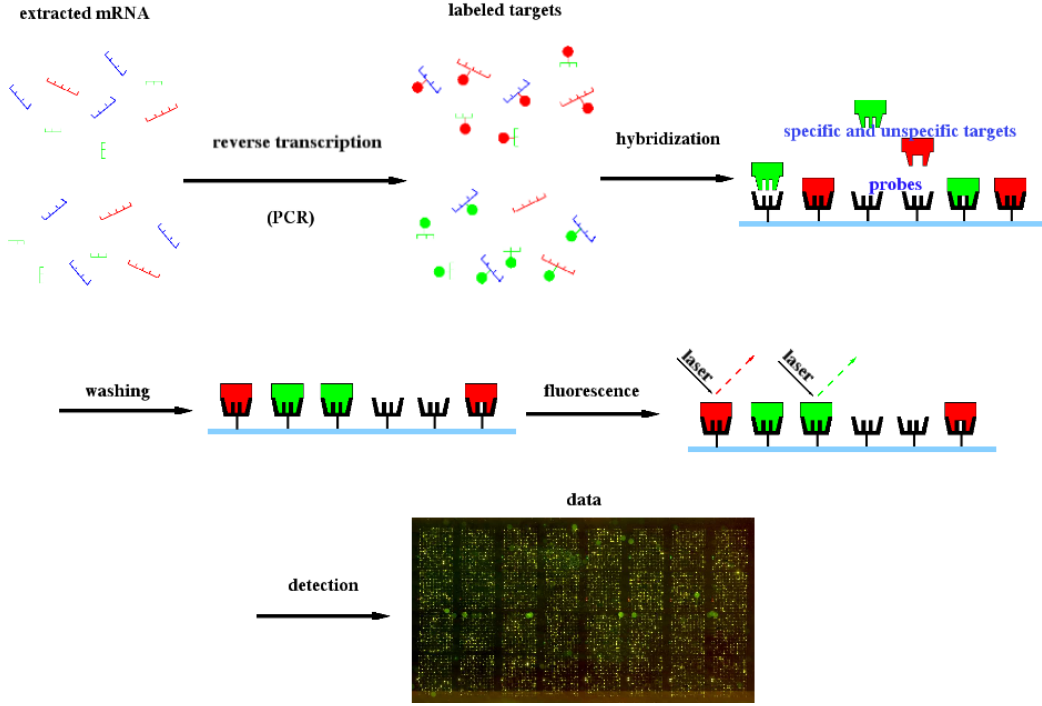 extracted mRNA
labeled targets
reverse transcription
(PCR)
hybridization
specific and unspecific targets
probes
washing
fluorescence
laser
laser
data
detection